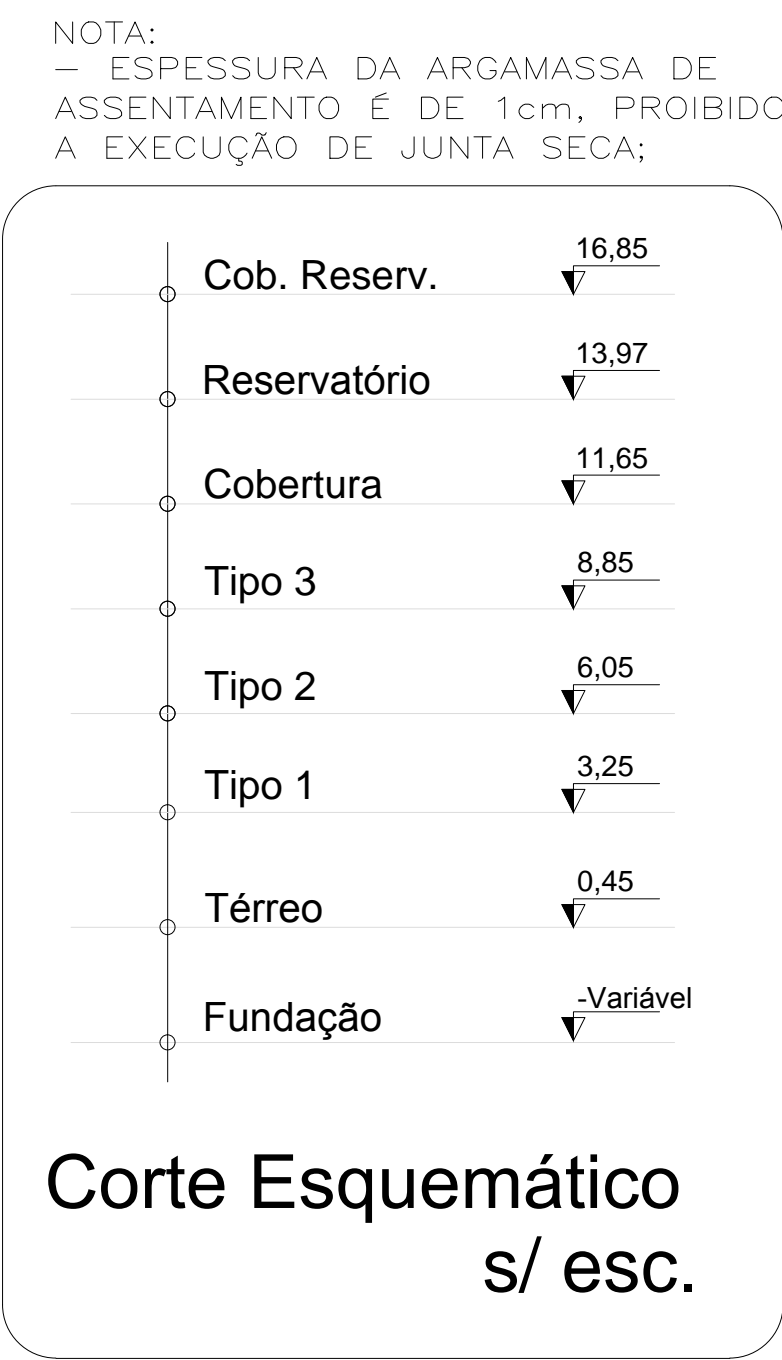 NOTA:
— ESPESSURA DA ARGAMASSA DE
ASSENTAMENTO É DE 1cm, PROIBIDO
A EXECUÇÃO DE JUNTA SECA;
Cob. Reserv. 16,85
Reservatório 13,97
Cobertura 11,65
Tipo 3 8,85
Tipo 2 6,05
Tipo 1 3,25
Térreo 0,45
Fundação -Variável
Corte Esquemático
s/ esc.